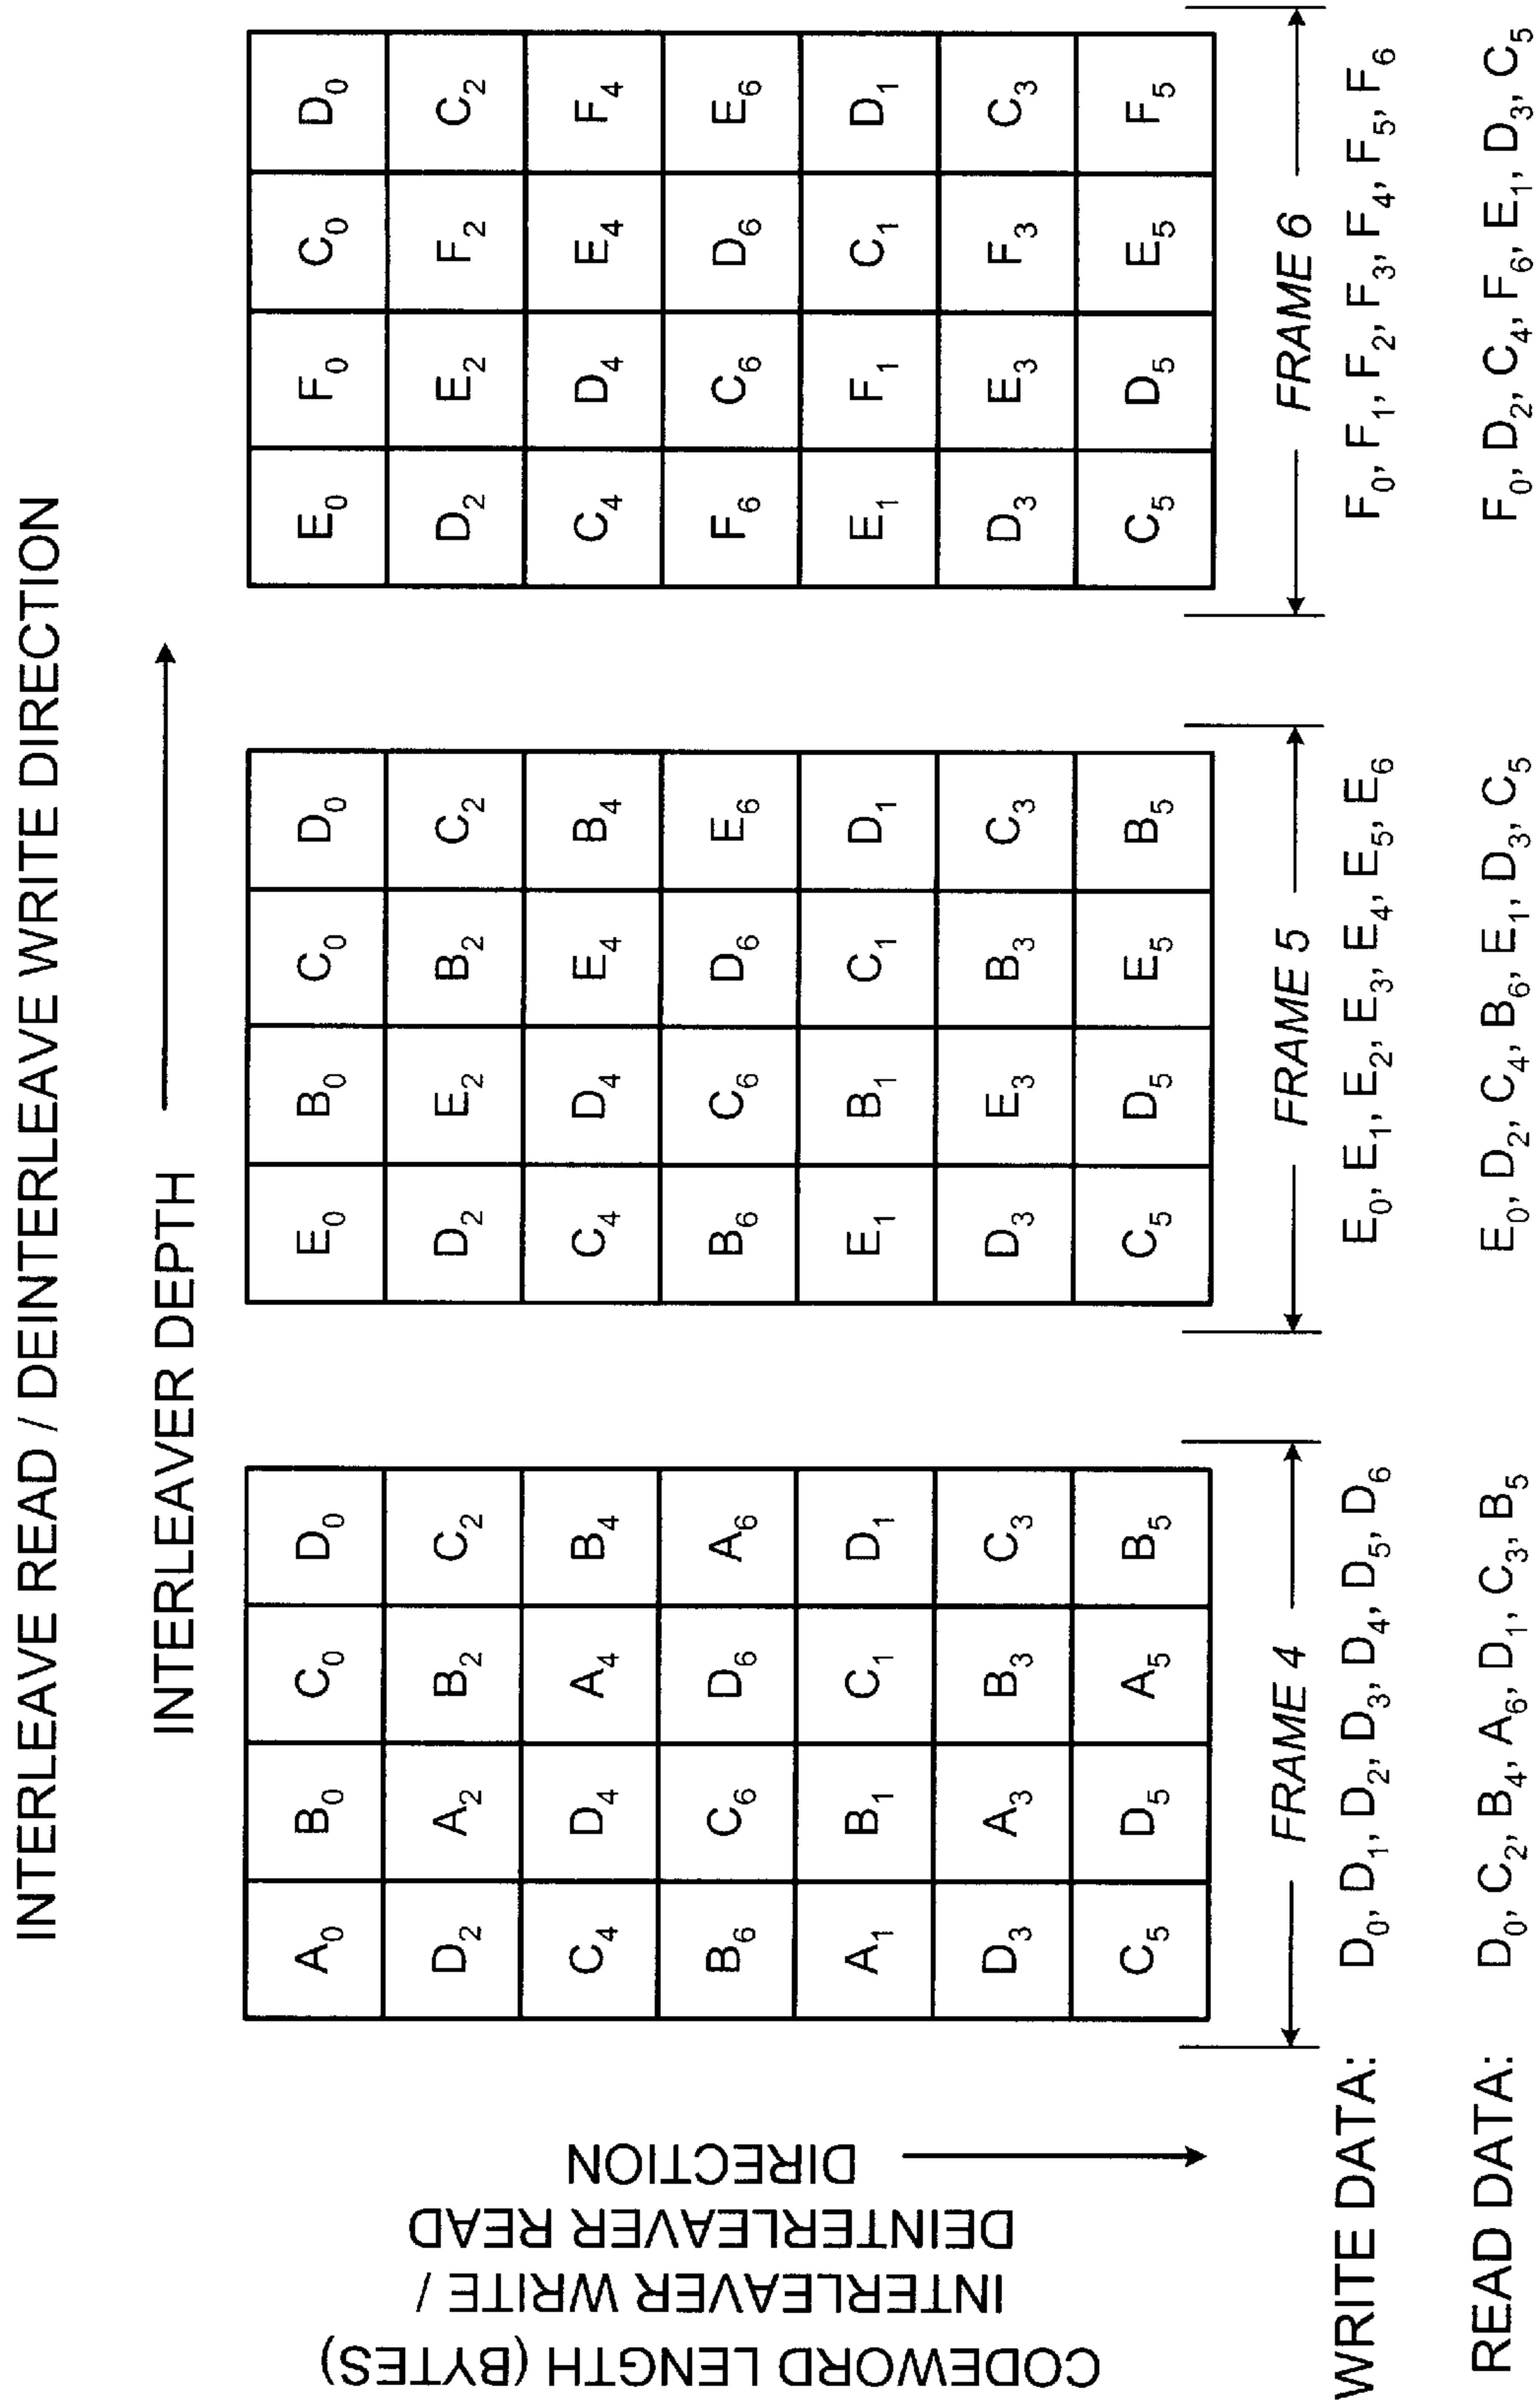 INTERLEAVE READ / DEINTERLEAVE WRITE DIRECTION
INTERLEAVER DEPTH
CODEWORD LENGTH (BYTES)
INTERLEAVER WRITE /
DEINTERLEAVER READ
DIRECTION
A₀ B₀ C₀ D₀
D₂ A₂ B₂ C₂
C₄ D₄ A₄ B₄
B₆ C₆ D₆ A₆
A₁ B₁ C₁ D₁
D₃ A₃ B₃ C₃
C₅ D₅ A₅ B₅
FRAME 4
E₀ B₀ C₀ D₀
D₂ E₂ B₂ C₂
C₄ D₄ E₄ B₄
B₆ C₆ D₆ E₆
E₁ B₁ C₁ D₁
D₃ E₃ B₃ C₃
C₅ D₅ E₅ B₅
FRAME 5
E₀ F₀ C₀ D₀
D₂ E₂ F₂ C₂
C₄ D₄ E₄ F₄
F₆ C₆ D₆ E₆
E₁ F₁ C₁ D₁
D₃ E₃ F₃ C₃
C₅ D₅ E₅ F₅
FRAME 6
WRITE DATA: D₀, D₁, D₂, D₃, D₄, D₅, D₆ E₀, E₁, E₂, E₃, E₄, E₅, E₆ F₀, F₁, F₂, F₃, F₄, F₅, F₆
READ DATA: D₀, C₂, B₄, A₆, D₁, C₃, B₅ E₀, D₂, C₄, B₆, E₁, D₃, C₅ F₀, D₂, C₄, F₆, E₁, D₃, C₅